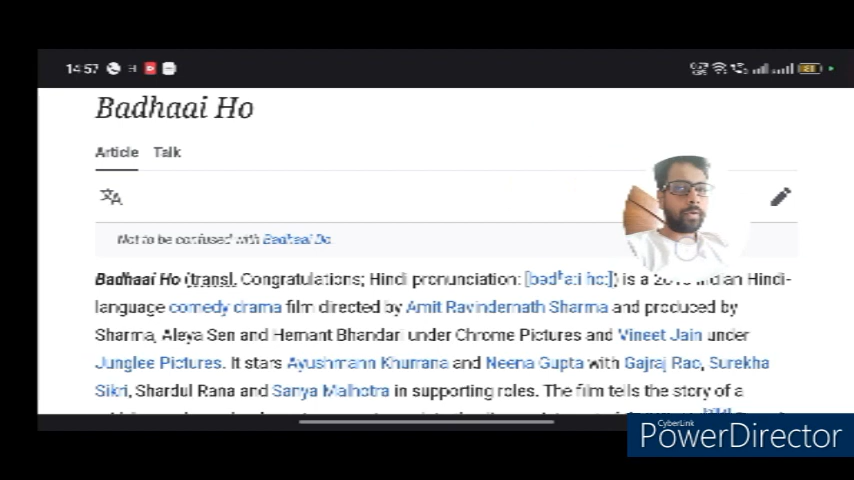 14:57
Badhaai Ho
Article Talk
Not to be confused with Badhaai Do.
Badhaai Ho (transl. Congratulations; Hindi pronunciation: [bədʱaːi hoː]) is a 2018 Indian Hindi-
language comedy drama film directed by Amit Ravindernath Sharma and produced by
Sharma, Aleya Sen and Hemant Bhandari under Chrome Pictures and Vineet Jain under
Junglee Pictures. It stars Ayushmann Khurrana and Neena Gupta with Gajraj Rao, Surekha
Sikri, Shardul Rana and Sanya Malhotra in supporting roles. The film tells the story of a
CyberLink
PowerDirector